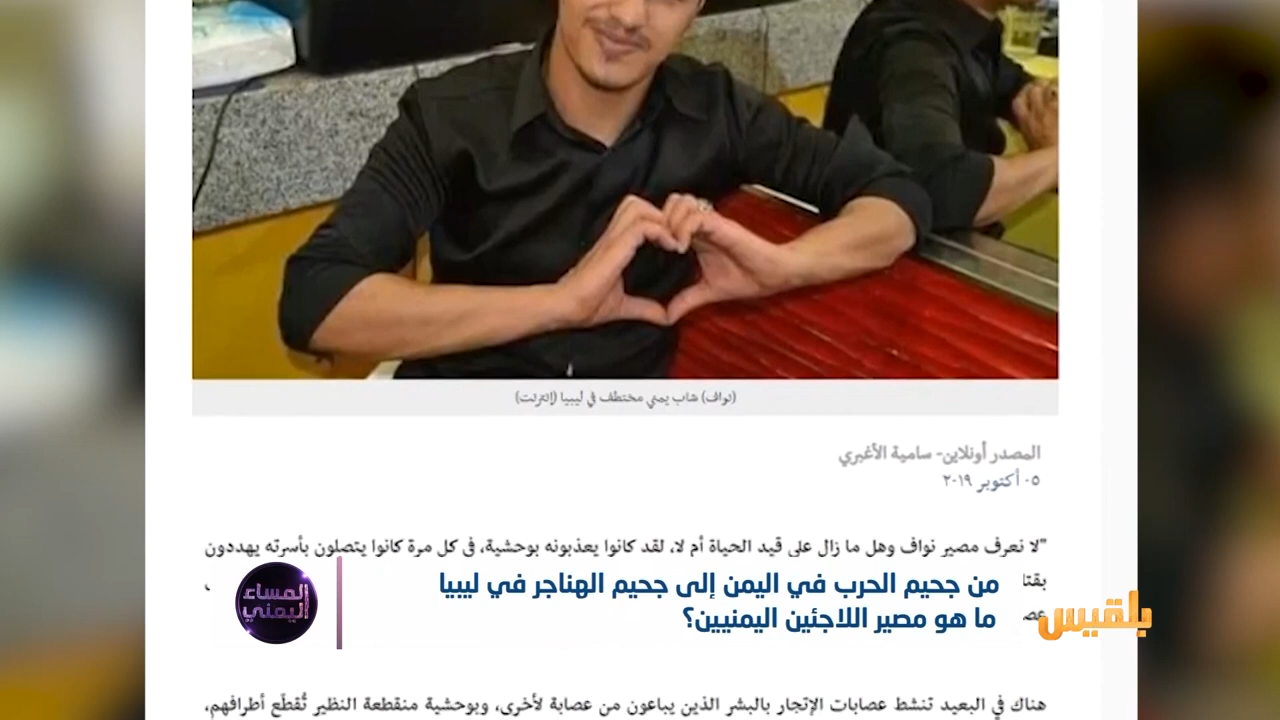 (نواف) شاب يمني مختطف في ليبيا (إنترنت)
المصدر أونلاين- سامية الأغبري
٠٥ أكتوبر ٢٠١٩
"لا نعرف مصير نواف وهل ما زال على قيد الحياة أم لا، لقد كانوا يعذبونه بوحشية، في كل مرة كانوا يتصلون بأسرته يهددون
من جحيم الحرب في اليمن إلى جحيم الهناجر في ليبيا
ما هو مصير اللاجئين اليمنيين؟
المساء
اليمني
بلقيس
هناك في البعيد تنشط عصابات الإتجار بالبشر الذين يباعون من عصابة لأخرى، وبوحشية منقطعة النظير تُقطّع أطرافهم،